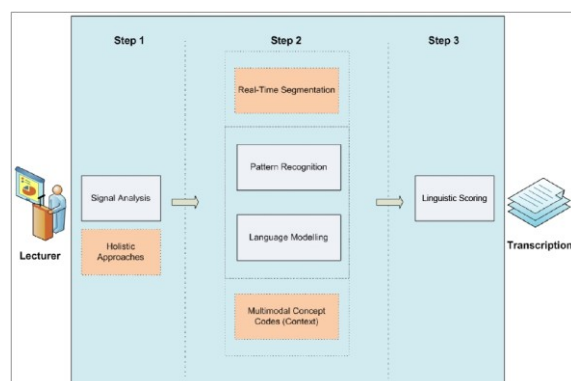 Step 1
Step 2
Step 3
Real-Time Segmentation
Pattern Recognition
Signal Analysis
Linguistic Scoring
Lecturer
Holistic
Approaches
Language Modelling
Transcription
Multimodal Concept
Codes (Context)